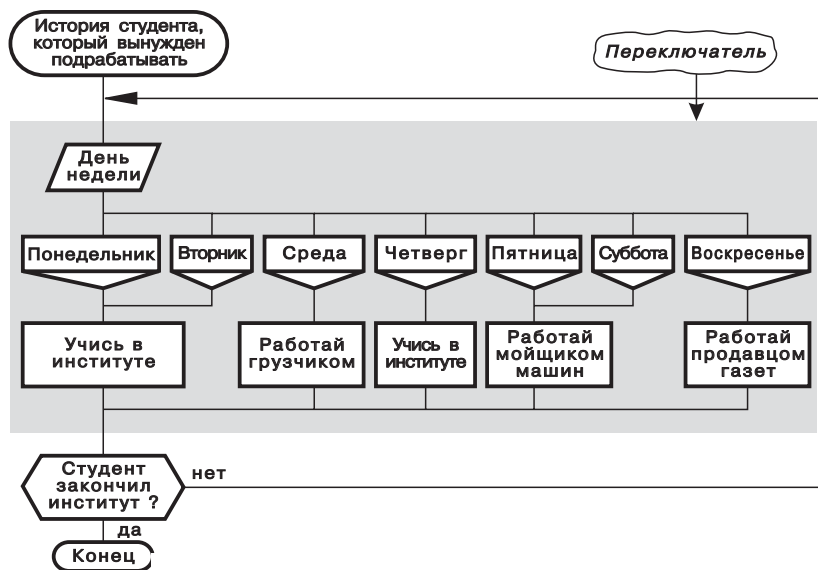 История студента,
который вынужден
подрабатывать
Переключатель
День
недели
Понедельник
Вторник
Среда
Четверг
Пятница
Суббота
Воскресенье
Учись в
институте
Работай
грузчиком
Учись в
институте
Работай
мойщиком
машин
Работай
продавцом
газет
Студент
закончил
институт ?
нет
да
Конец